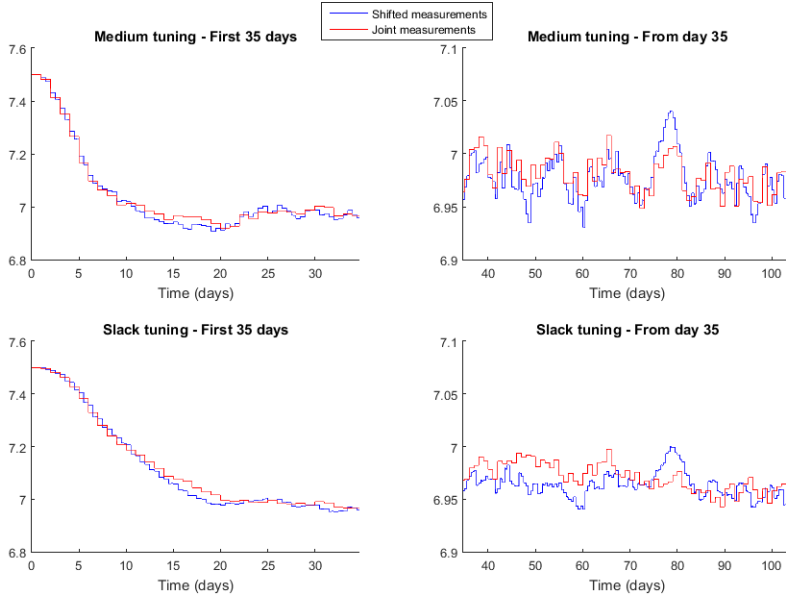 Shifted measurements
Joint measurements
Medium tuning - First 35 days
7.6
7.4
7.2
7
6.8
0 5 10 15 20 25 30
Time (days)
Medium tuning - From day 35
7.1
7.05
7
6.95
6.9
40 50 60 70 80 90 100
Time (days)
Slack tuning - First 35 days
7.6
7.4
7.2
7
6.8
0 5 10 15 20 25 30
Time (days)
Slack tuning - From day 35
7.1
7.05
7
6.95
6.9
40 50 60 70 80 90 100
Time (days)